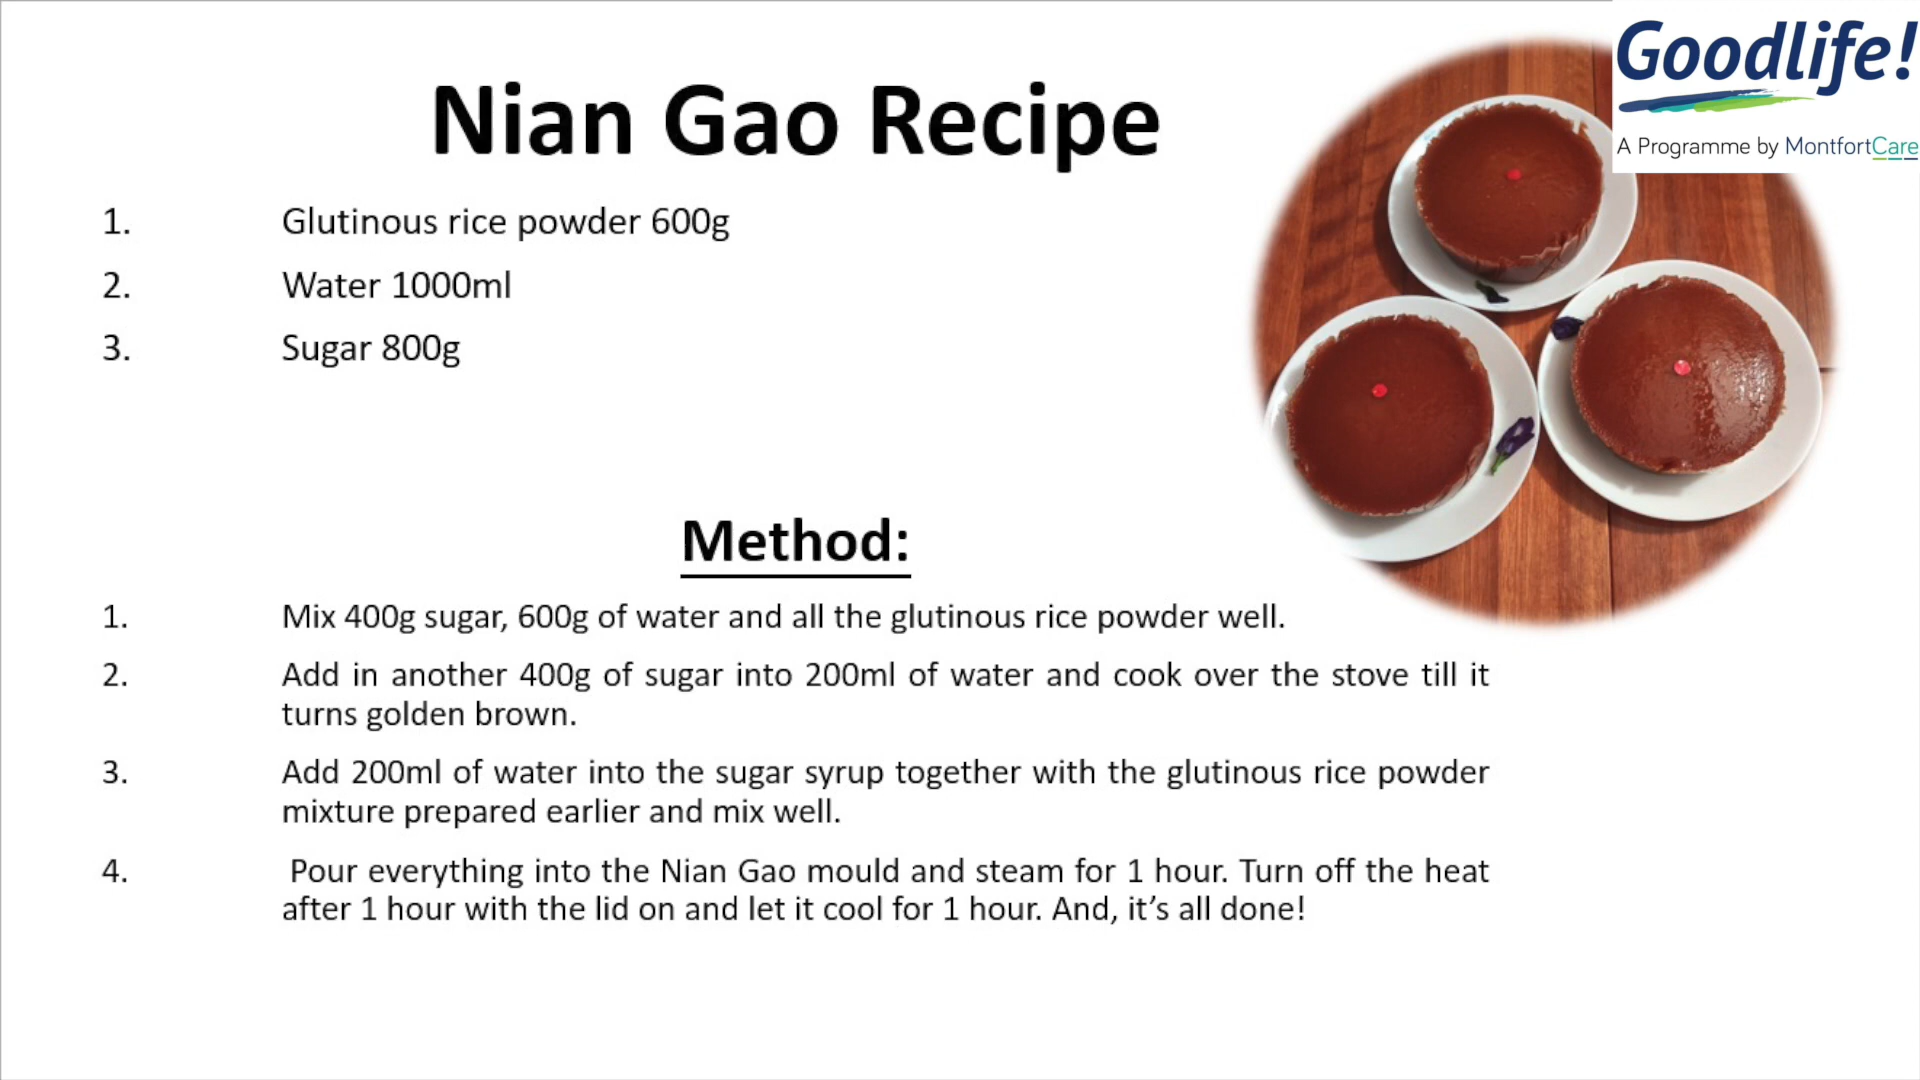 Goodlife!
A Programme by MontfortCare
Nian Gao Recipe
1. Glutinous rice powder 600g
2. Water 1000ml
3. Sugar 800g
Method:
1. Mix 400g sugar, 600g of water and all the glutinous rice powder well.
2. Add in another 400g of sugar into 200ml of water and cook over the stove till it
turns golden brown.
3. Add 200ml of water into the sugar syrup together with the glutinous rice powder
mixture prepared earlier and mix well.
4. Pour everything into the Nian Gao mould and steam for 1 hour. Turn off the heat
after 1 hour with the lid on and let it cool for 1 hour. And, it’s all done!